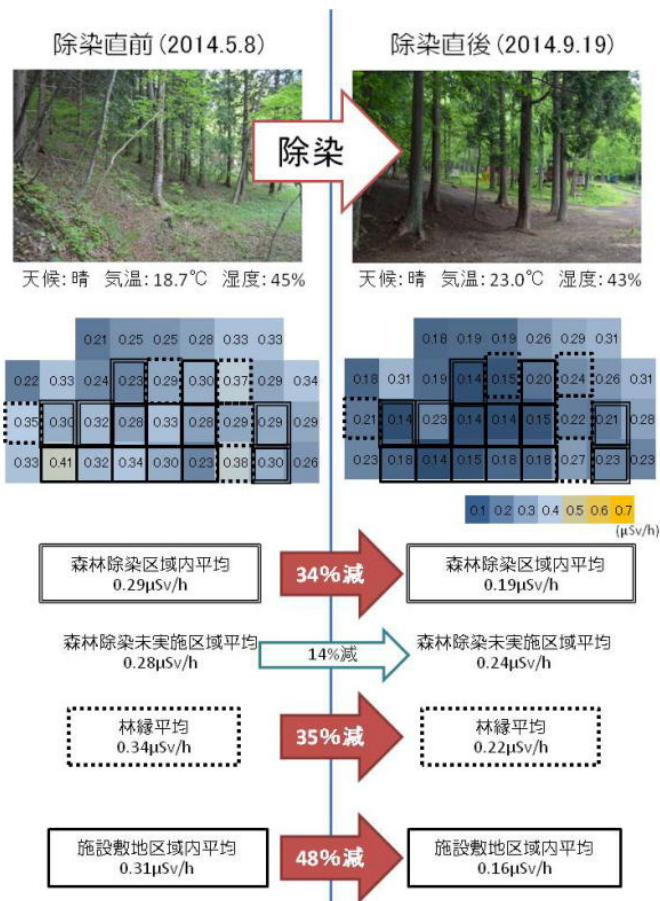 除染直前(2014.5.8)
除染直後(2014.9.19)
除染
天候:晴 気温:18.7℃ 湿度:45%
天候:晴 気温:23.0℃ 湿度:43%
0.21 0.25 0.25 0.28 0.33 0.33
0.22 0.33 0.24 0.23 0.29 0.30 0.37 0.29 0.34
0.35 0.30 0.32 0.28 0.33 0.28 0.29 0.29 0.29
0.33 0.41 0.32 0.34 0.30 0.23 0.38 0.30 0.26
0.18 0.19 0.19 0.26 0.29 0.31
0.18 0.31 0.19 0.14 0.15 0.20 0.24 0.26 0.31
0.21 0.14 0.23 0.14 0.14 0.15 0.22 0.21 0.28
0.23 0.18 0.14 0.15 0.18 0.18 0.27 0.23 0.23
0.1 0.2 0.3 0.4 0.5 0.6 0.7
(μSv/h)
森林除染区域内平均
0.29μSv/h
34%減
森林除染区域内平均
0.19μSv/h
森林除染未実施区域平均
0.28μSv/h
14%減
森林除染未実施区域平均
0.24μSv/h
林縁平均
0.34μSv/h
35%減
林縁平均
0.22μSv/h
施設敷地区域内平均
0.31μSv/h
48%減
施設敷地区域内平均
0.16μSv/h